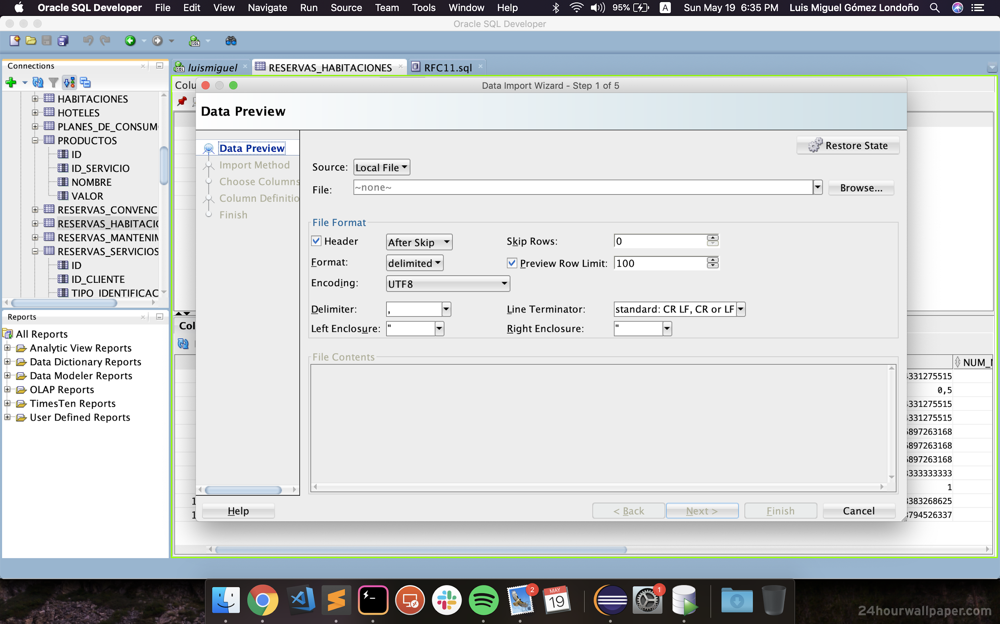 Oracle SQL Developer File Edit View Navigate Run Source Team Tools Window Help 95% A Sun May 19 6:35 PM Luis Miguel Gómez Londoño
Oracle SQL Developer
Connections
luismiguel
RESERVAS_HABITACIONES
RFC11.sql
HABITACIONES
HOTELES
PLANES_DE_CONSUM
PRODUCTOS
ID
ID_SERVICIO
NOMBRE
VALOR
RESERVAS_CONVENC
RESERVAS_HABITACI
RESERVAS_MANTENI
RESERVAS_SERVICIOS
ID
ID_CLIENTE
TIPO_IDENTIFICAC
Reports
All Reports
Analytic View Reports
Data Dictionary Reports
Data Modeler Reports
OLAP Reports
TimesTen Reports
User Defined Reports
Colu
Data Import Wizard - Step 1 of 5
Data Preview
Data Preview
Import Method
Choose Columns
Column Definitio
Finish
Restore State
Source: Local File
File: ~none~ Browse...
File Format
Header After Skip Skip Rows: 0
Format: delimited Preview Row Limit: 100
Encoding: UTF8
Delimiter: , Line Terminator: standard: CR LF, CR or LF
Left Enclosure: " Right Enclosure: "
File Contents
Help < Back Next > Finish Cancel
Col
NUM_
331275515
0,5
331275515
331275515
897263168
897263168
897263168
333333333
1
383268625
794526337
1
1
SQL
SQL
2
MAY
19
1
24hourwallpaper.com